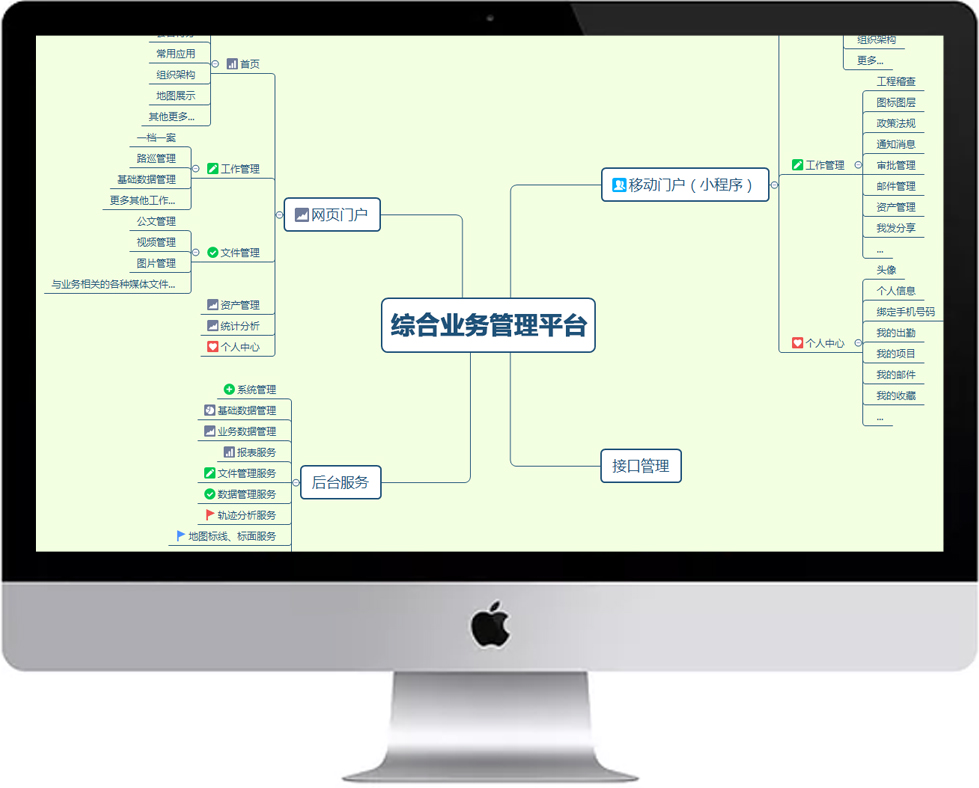 常用应用
组织架构
地图展示
其他更多...
首页
一档一案
路巡管理
基础数据管理
更多其他工作...
工作管理
公文管理
视频管理
图片管理
与业务相关的各种媒体文件...
文件管理
资产管理
统计分析
个人中心
网页门户
系统管理
基础数据管理
业务数据管理
报表服务
文件管理服务
数据管理服务
轨迹分析服务
地图标线、标面服务
后台服务
综合业务管理平台
移动门户（小程序）
组织架构
更多...
工作管理
工程稽查
图标图层
政策法规
通知消息
审批管理
邮件管理
资产管理
我发分享
...
个人中心
头像
个人信息
绑定手机号码
我的出勤
我的项目
我的邮件
我的收藏
...
接口管理